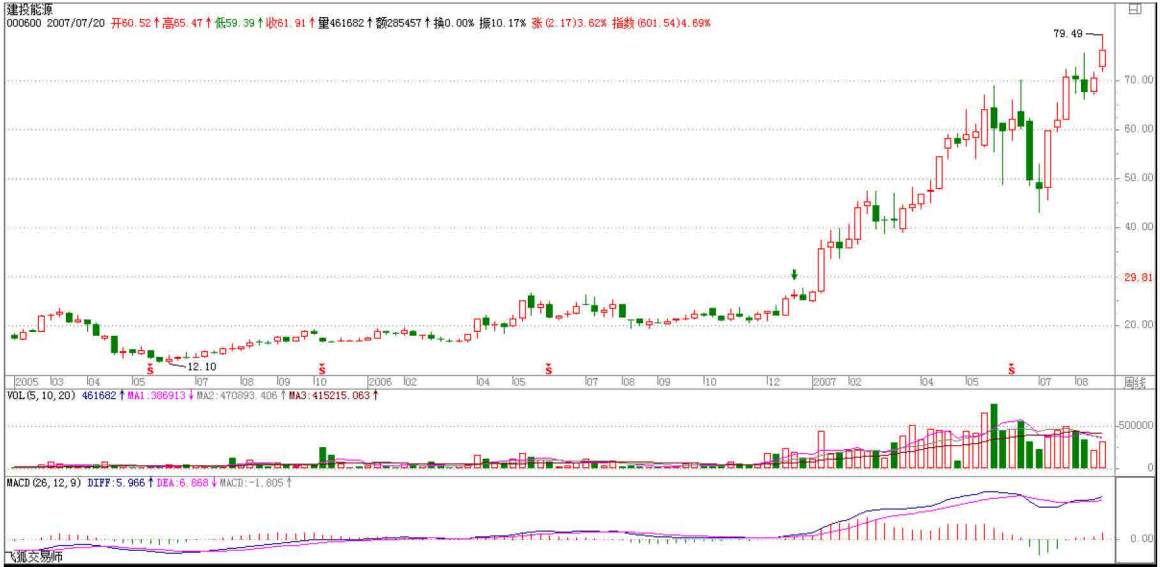 建投能源
000600 2007/07/20 开60.52↑高65.47↑低59.39↑收61.91↑量461682↑额285457↑换0.00% 振10.17% 涨(2.17)3.62% 指数(601.54)4.69%
79.49
70.00
60.00
50.00
40.00
29.81
20.00
12.10
š š š š
2005 03 04 05 07 08 09 10 2006 02 04 05 07 08 09 10 12 2007 02 04 05 07 08 周线
VOL(5,10,20) 461682↑MA1:386913↓MA2:470893.406↑MA3:415215.063↑
500000
0
MACD(26,12,9) DIFF:5.966↑DEA:6.868↓MACD:-1.805↑
0.00
飞狐交易师